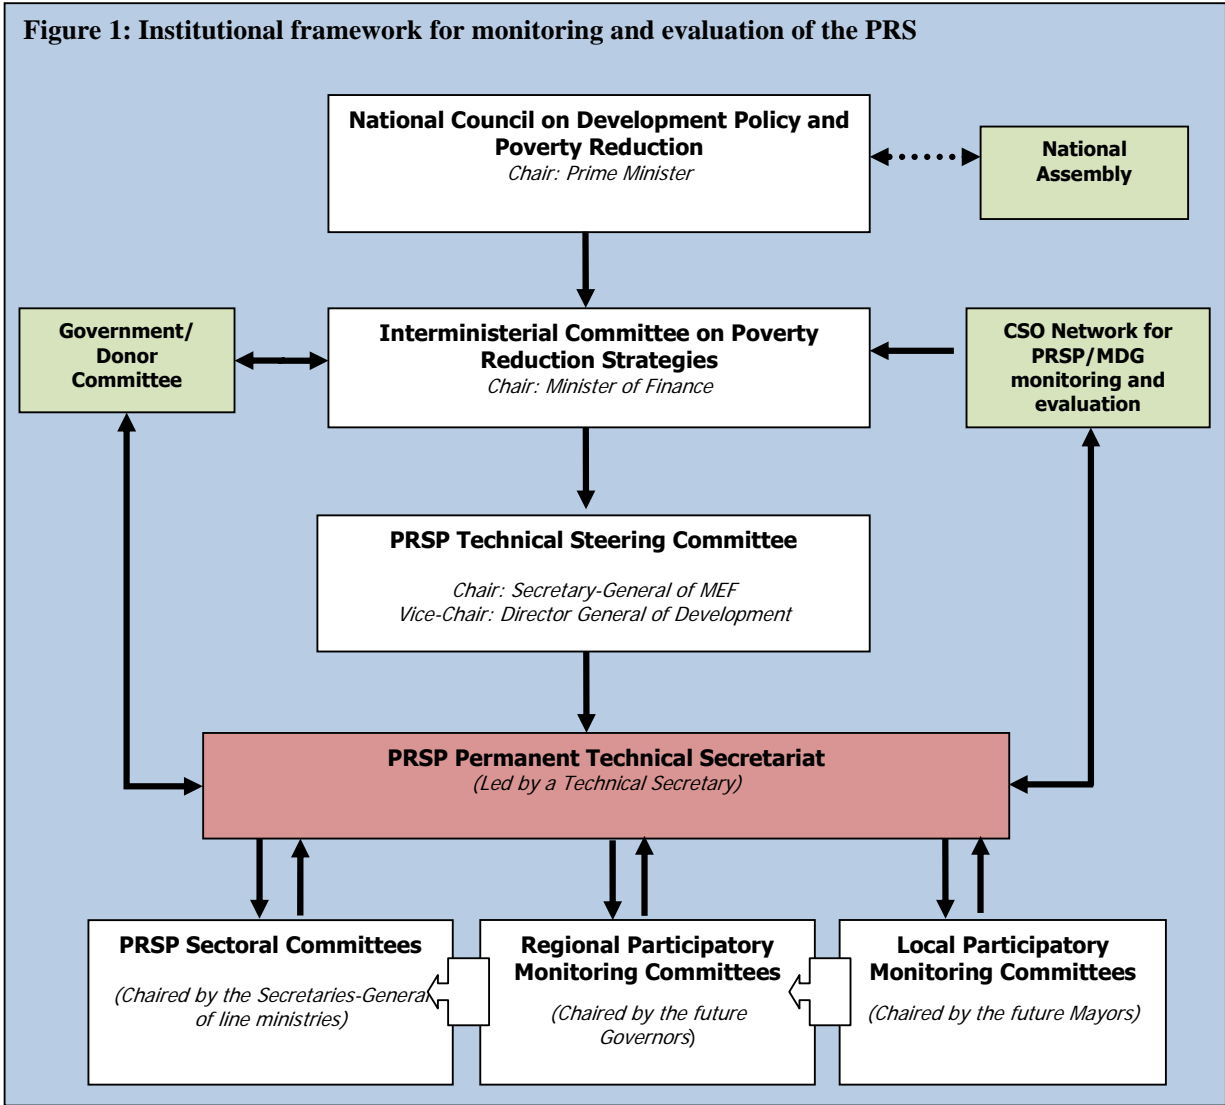 Figure 1: Institutional framework for monitoring and evaluation of the PRS
National Council on Development Policy and
Poverty Reduction
Chair: Prime Minister
National
Assembly
Government/
Donor
Committee
Interministerial Committee on Poverty
Reduction Strategies
Chair: Minister of Finance
CSO Network for
PRSP/MDG
monitoring and
evaluation
PRSP Technical Steering Committee
Chair: Secretary-General of MEF
Vice-Chair: Director General of Development
PRSP Permanent Technical Secretariat
(Led by a Technical Secretary)
PRSP Sectoral Committees
(Chaired by the Secretaries-General
of line ministries)
Regional Participatory
Monitoring Committees
(Chaired by the future
Governors)
Local Participatory
Monitoring Committees
(Chaired by the future Mayors)